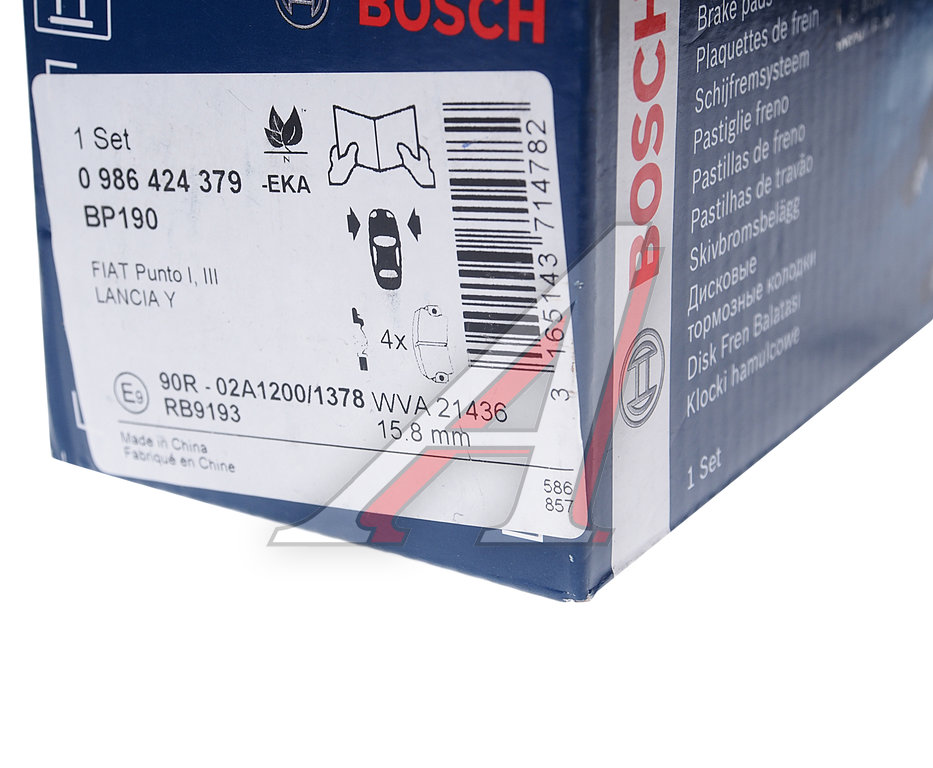 BOSCH
1 Set
0 986 424 379 -EKA
BP190
N
FIAT Punto I, III
LANCIA Y
4x
3 165143 714782
E9 90R - 02A1200/1378 WVA 21436
RB9193 15.8 mm
Made in China
Fabriqué en Chine
586
857
BOSCH
Brake pads
Plaquettes de frein
Schijfremsysteem
Pastiglie freno
Pastillas de freno
Pastilhas de travão
Skivbromsbelägg
Дисковые
тормозные колодки
Disk Fren Balatası
Klocki hamulcowe
1 Set